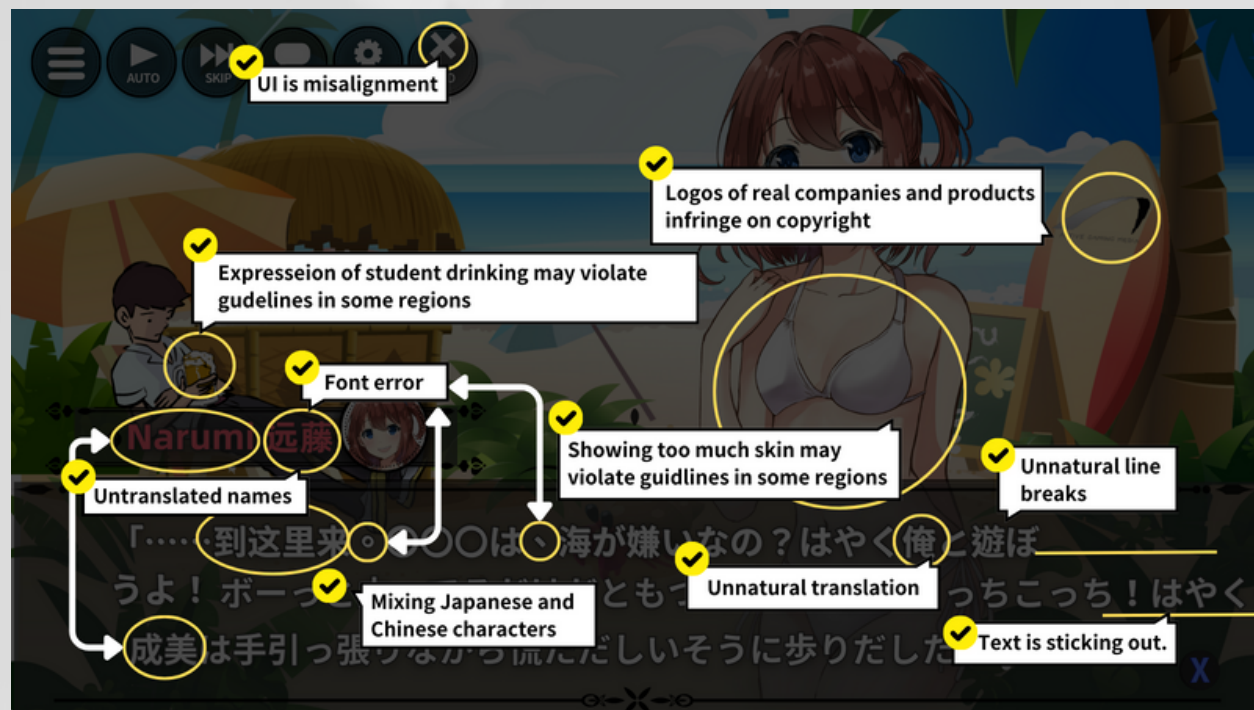 AUTO
SKIP
UI is misalignment
Logos of real companies and products
infringe on copyright
Expresseion of student drinking may violate
gudelines in some regions
Font error
Narumi 远藤
Showing too much skin may
violate guidlines in some regions
Unnatural line
breaks
Untranslated names
「……到这里来。〇〇〇は、海が嫌いなの？はやく俺と遊ぼ
Unnatural translation
うよ！ボーっと
ともっ
っちこっち！はやく
Mixing Japanese and
Chinese characters
Text is sticking out.
成美は手引っ張りながら慌ただしいそうに歩りだした
X